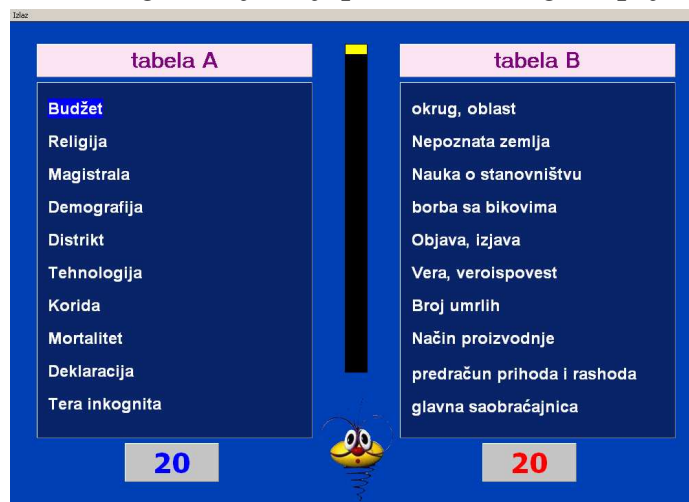 Izlaz
tabela A
Budžet
Religija
Magistrala
Demografija
Distrikt
Tehnologija
Korida
Mortalitet
Deklaracija
Tera inkognita
20
tabela B
okrug, oblast
Nepoznata zemlja
Nauka o stanovništvu
borba sa bikovima
Objava, izjava
Vera, veroispovest
Broj umrlih
Način proizvodnje
predračun prihoda i rashoda
glavna saobraćajnica
20